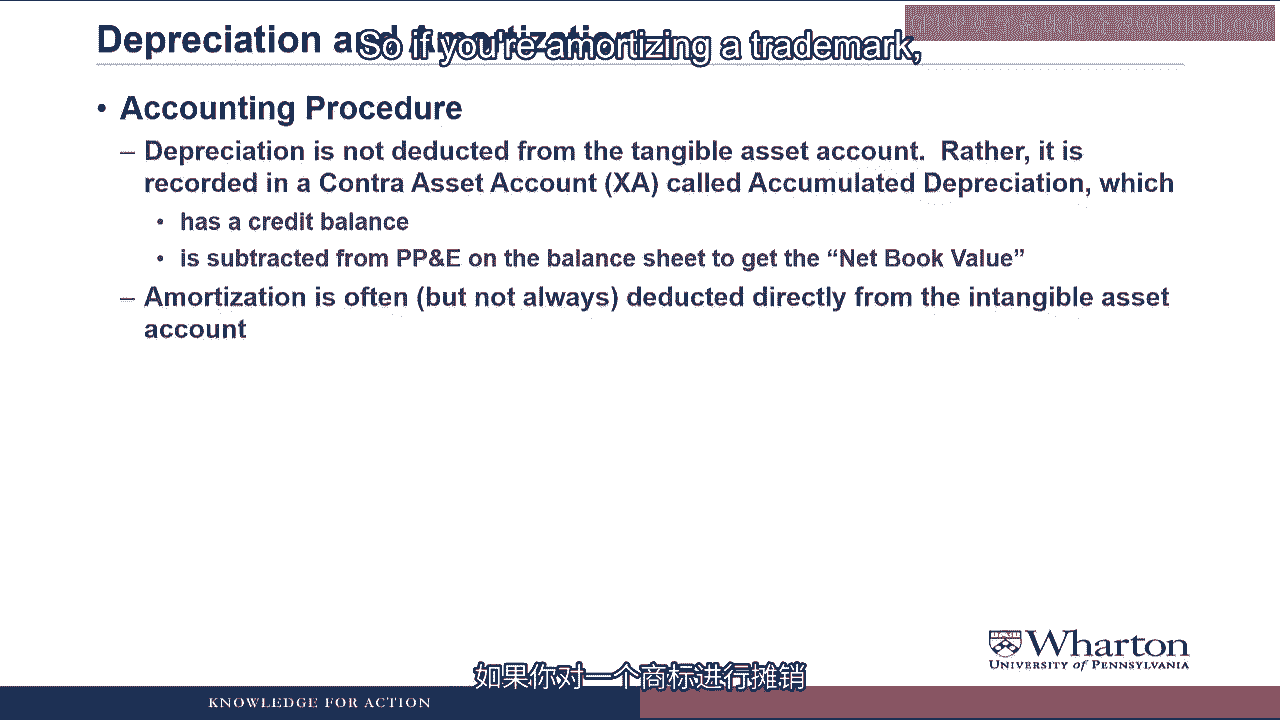 Depreciation and Amortization
So if you're amortizing a trademark,
• Accounting Procedure
– Depreciation is not deducted from the tangible asset account. Rather, it is
recorded in a Contra Asset Account (XA) called Accumulated Depreciation, which
• has a credit balance
• is subtracted from PP&E on the balance sheet to get the “Net Book Value”
– Amortization is often (but not always) deducted directly from the intangible asset
account
Wharton
UNIVERSITY of PENNSYLVANIA
如果你对一个商标进行摊销
KNOWLEDGE FOR ACTION